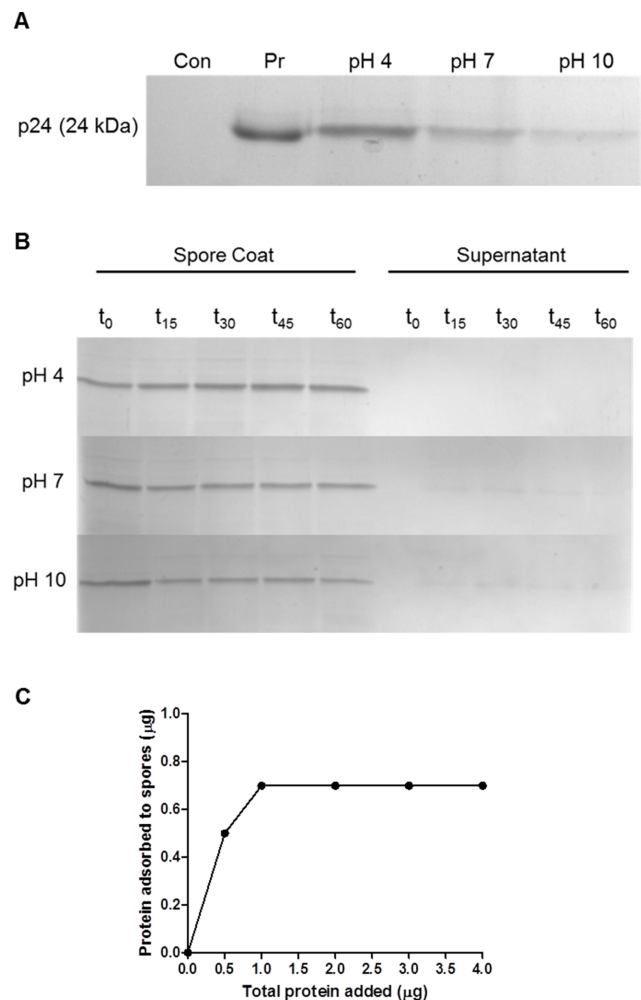 A
Con Pr pH 4 pH 7 pH 10
p24 (24 kDa)
B
Spore Coat Supernatant
t0 t15 t30 t45 t60 t0 t15 t30 t45 t60
pH 4
pH 7
pH 10
C
Protein adsorbed to spores (μg)
1.0
0.8
0.6
0.4
0.2
0.0
0.0 0.5 1.0 1.5 2.0 2.5 3.0 3.5 4.0
Total protein added (μg)